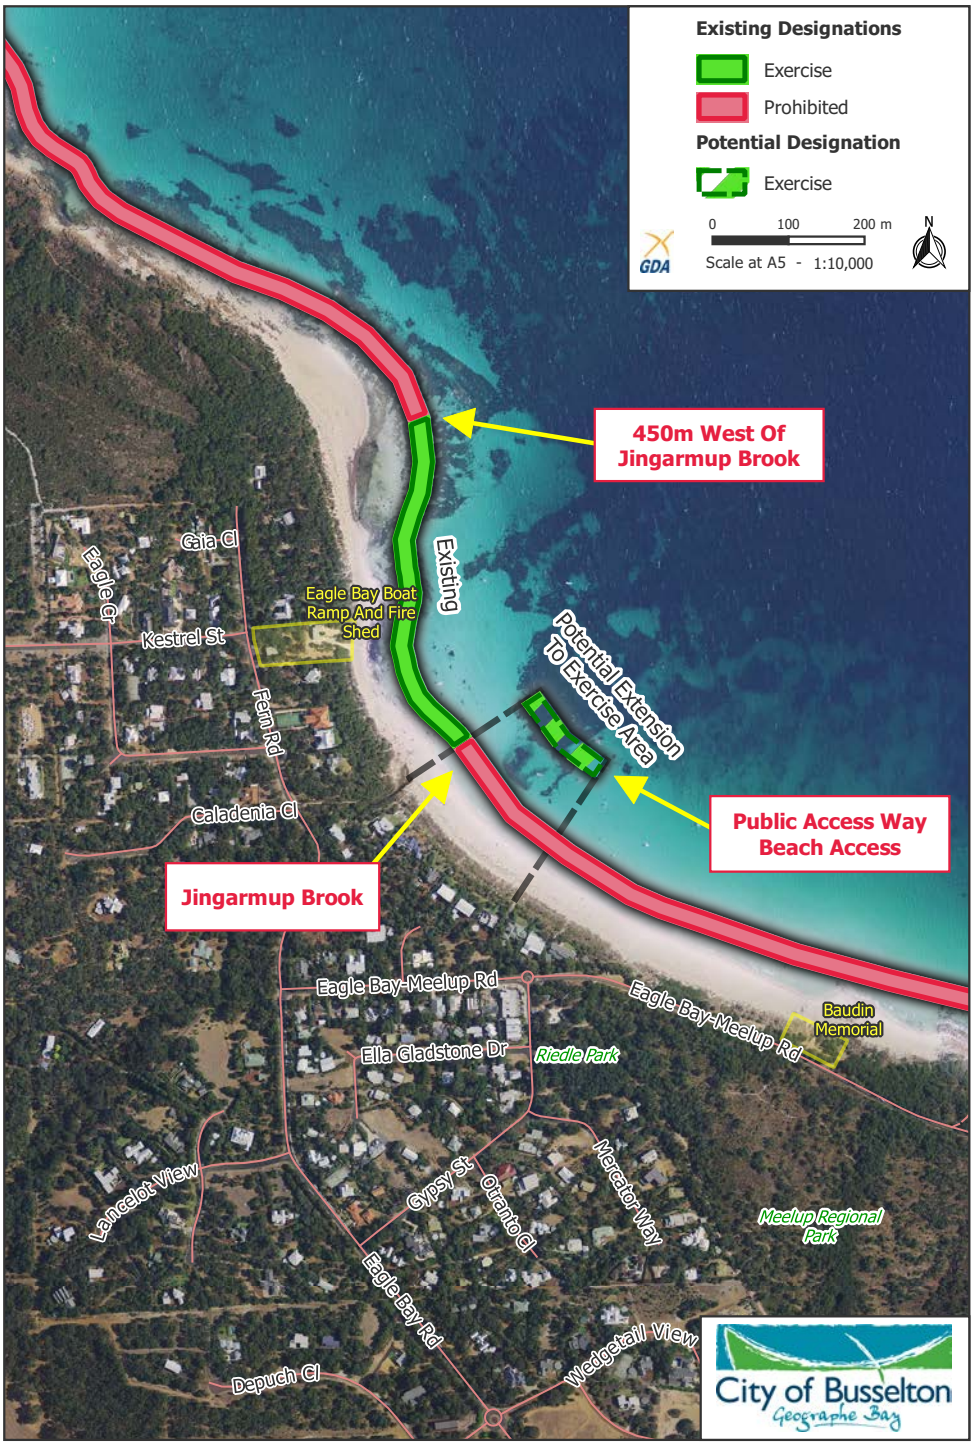 Existing Designations
Exercise
Prohibited
Potential Designation
Exercise
0 100 200 m
Scale at A5 - 1:10,000
N
GDA
450m West Of
Jingarmup Brook
Existing
Gaia Cl
Eagle Cr
Kestrel St
Eagle Bay Boat
Ramp And Fire
Shed
Fern Rd
Potential Extension
To Exercise Area
Caladenia Cl
Public Access Way
Beach Access
Jingarmup Brook
Eagle Bay-Meelup Rd
Eagle Bay-Meelup Rd
Baudin
Memorial
Ella Gladstone Dr
Riedle Park
Lancelot View
Gypsy St
Otranto Cl
Mercator Way
Meelup Regional
Park
Eagle Bay Rd
Wedgetail View
Depuch Cl
City of Busselton
Geographe Bay